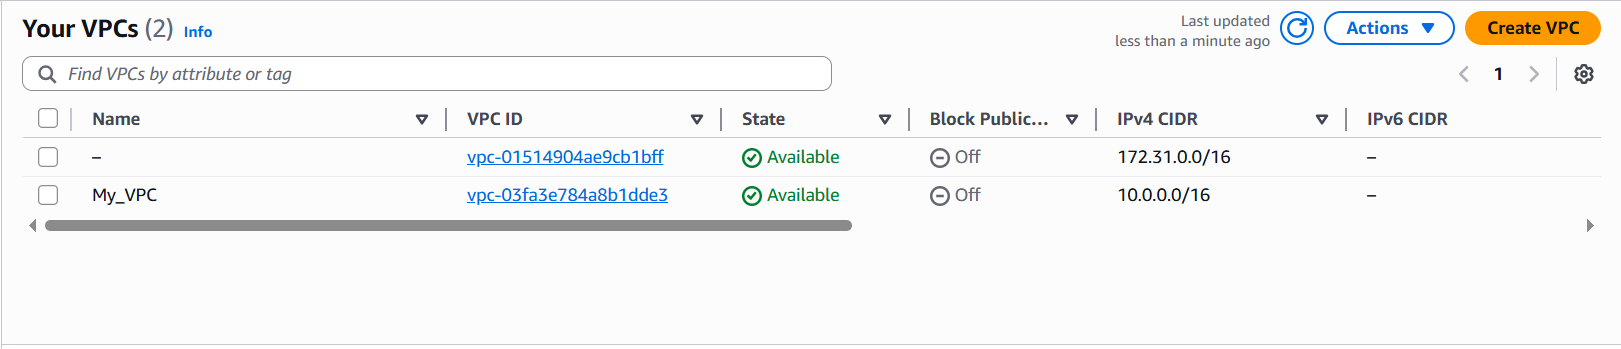 Your VPCs (2) Info
Last updated
less than a minute ago
Actions
Create VPC
Find VPCs by attribute or tag
1
Name VPC ID State Block Public... IPv4 CIDR IPv6 CIDR
– vpc-01514904ae9cb1bff Available Off 172.31.0.0/16 –
My_VPC vpc-03fa3e784a8b1dde3 Available Off 10.0.0.0/16 –